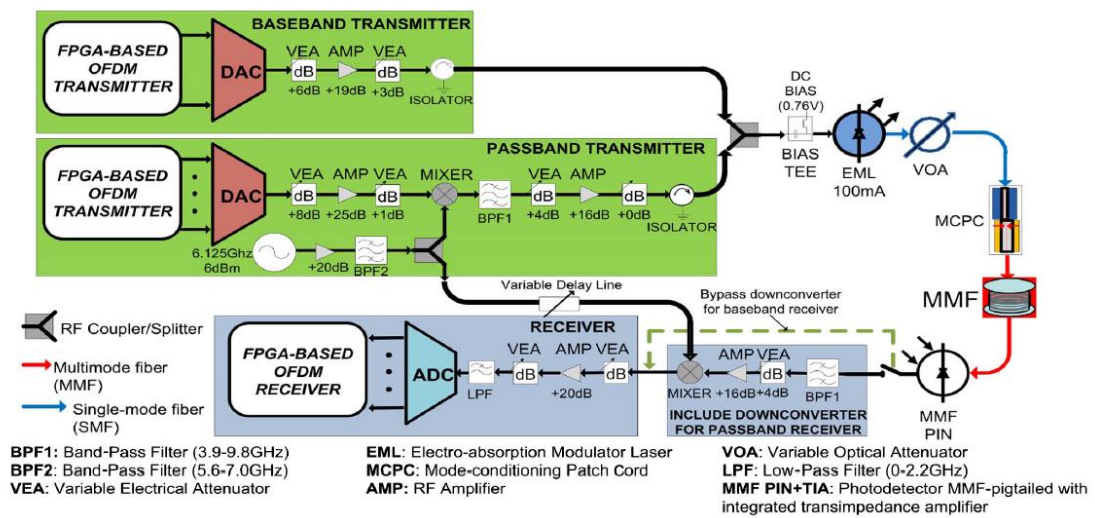 BASEBAND TRANSMITTER
FPGA-BASED
OFDM
TRANSMITTER
DAC
VEA AMP VEA
dB dB
+6dB +19dB +3dB
ISOLATOR
PASSBAND TRANSMITTER
FPGA-BASED
OFDM
TRANSMITTER
DAC
VEA AMP VEA
MIXER
VEA AMP
dB dB dB dB
+8dB +25dB +1dB
BPF1
+4dB +16dB +0dB
ISOLATOR
6.125Ghz
6dBm
+20dB
BPF2
DC
BIAS
(0.76V)
BIAS
TEE
EML
100mA
VOA
MCPC
MMF
MMF
PIN
Variable Delay Line
Bypass downconverter
for baseband receiver
RF Coupler/Splitter
Multimode fiber
(MMF)
Single-mode fiber
(SMF)
RECEIVER
FPGA-BASED
OFDM
RECEIVER
ADC
LPF
VEA AMP VEA
dB dB
+20dB
AMP VEA
dB
MIXER +16dB +4dB
BPF1
INCLUDE DOWNCONVERTER
FOR PASSBAND RECEIVER
BPF1: Band-Pass Filter (3.9-9.8GHz)
BPF2: Band-Pass Filter (5.6-7.0GHz)
VEA: Variable Electrical Attenuator
EML: Electro-absorption Modulator Laser
MCPC: Mode-conditioning Patch Cord
AMP: RF Amplifier
VOA: Variable Optical Attenuator
LPF: Low-Pass Filter (0-2.2GHz)
MMF PIN+TIA: Photodetector MMF-pigtailed with
integrated transimpedance amplifier